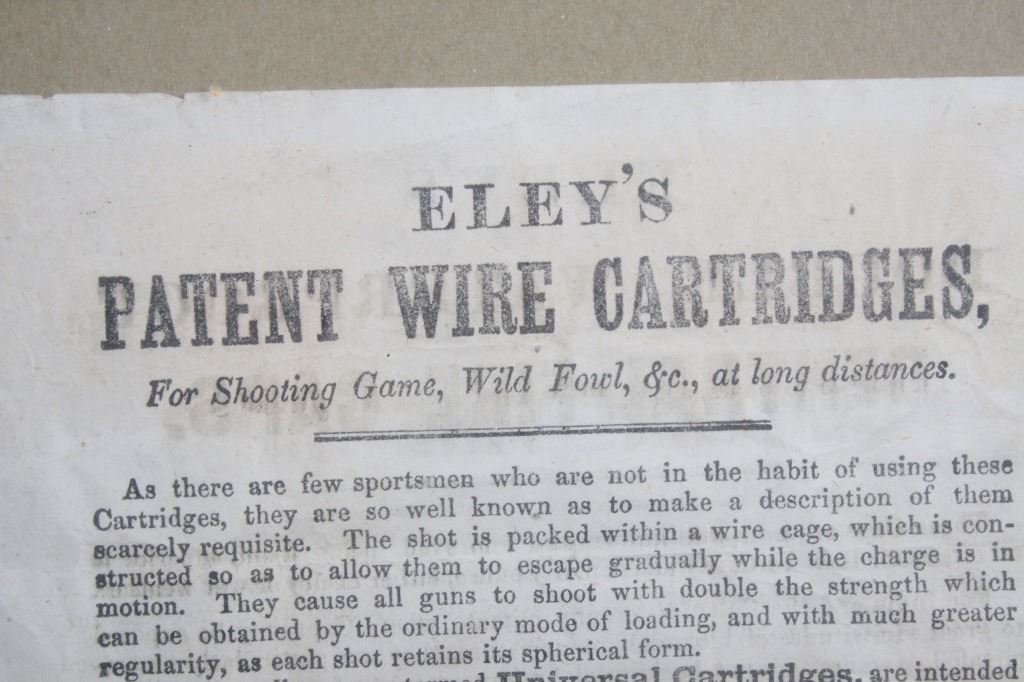 ELEY'S
PATENT WIRE CARTRIDGES,
For Shooting Game, Wild Fowl, &c., at long distances.
As there are few sportsmen who are not in the habit of using these
Cartridges, they are so well known as to make a description of them
scarcely requisite. The shot is packed within a wire cage, which is con-
structed so as to allow them to escape gradually while the charge is in
motion. They cause all guns to shoot with double the strength which
can be obtained by the ordinary mode of loading, and with much greater
regularity, as each shot retains its spherical form.
Universal Cartridges, are intended